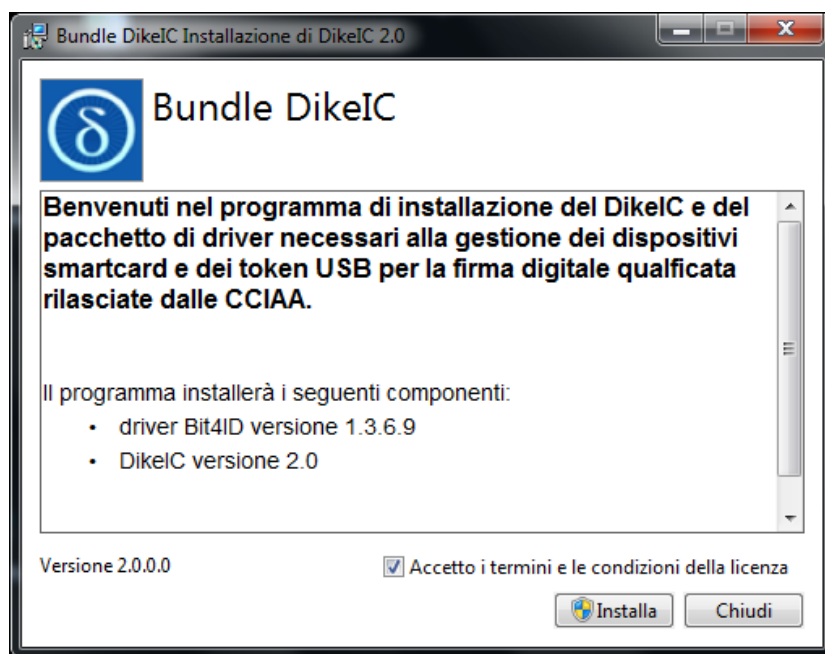 Bundle DikeIC Installazione di DikeIC 2.0
Bundle DikeIC
Benvenuti nel programma di installazione del DikeIC e del
pacchetto di driver necessari alla gestione dei dispositivi
smartcard e dei token USB per la firma digitale qualficata
rilasciate dalle CCIAA.
Il programma installerà i seguenti componenti:
• driver Bit4ID versione 1.3.6.9
• DikeIC versione 2.0
Versione 2.0.0.0
Accetto i termini e le condizioni della licenza
Installa
Chiudi